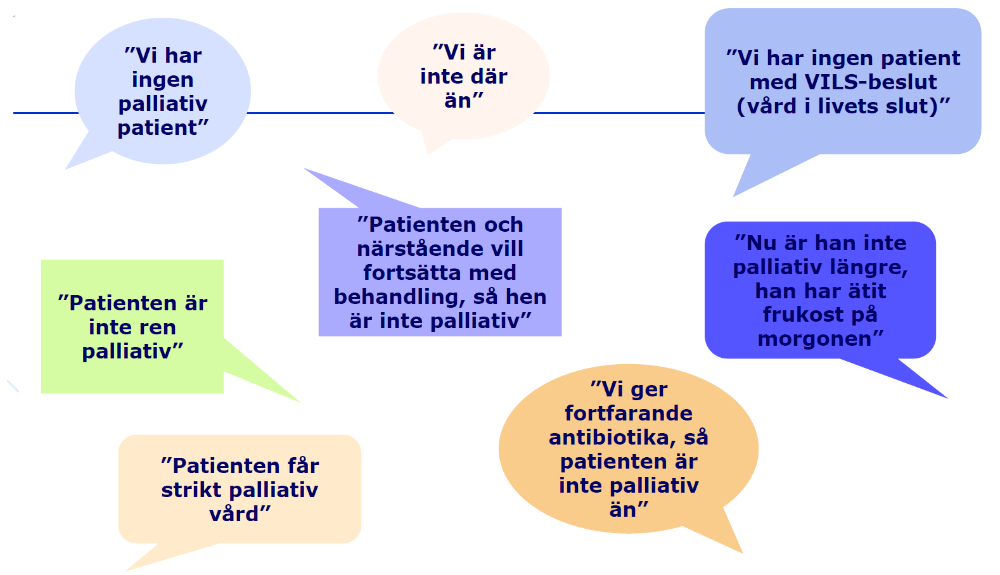 ”Vi har
ingen
palliativ
patient”
”Vi är
inte där
än”
”Vi har ingen patient
med VILS-beslut
(vård i livets slut)”
”Patienten och
närstående vill
fortsätta med
behandling, så hen
är inte palliativ”
”Nu är han inte
palliativ längre,
han har ätit
frukost på
morgonen”
”Patienten är
inte ren
palliativ”
”Vi ger
fortfarande
antibiotika, så
patienten är
inte palliativ
än”
”Patienten får
strikt palliativ
vård”